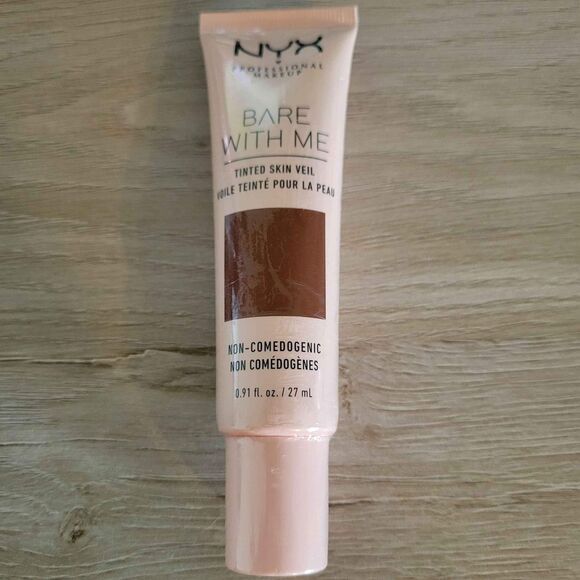 NYX
PROFESSIONAL
MAKEUP
BARE
WITH ME
TINTED SKIN VEIL
VOILE TEINTÉ POUR LA PEAU
NON-COMEDOGENIC
NON COMÉDOGÈNES
0.91 fl. oz. / 27 mL